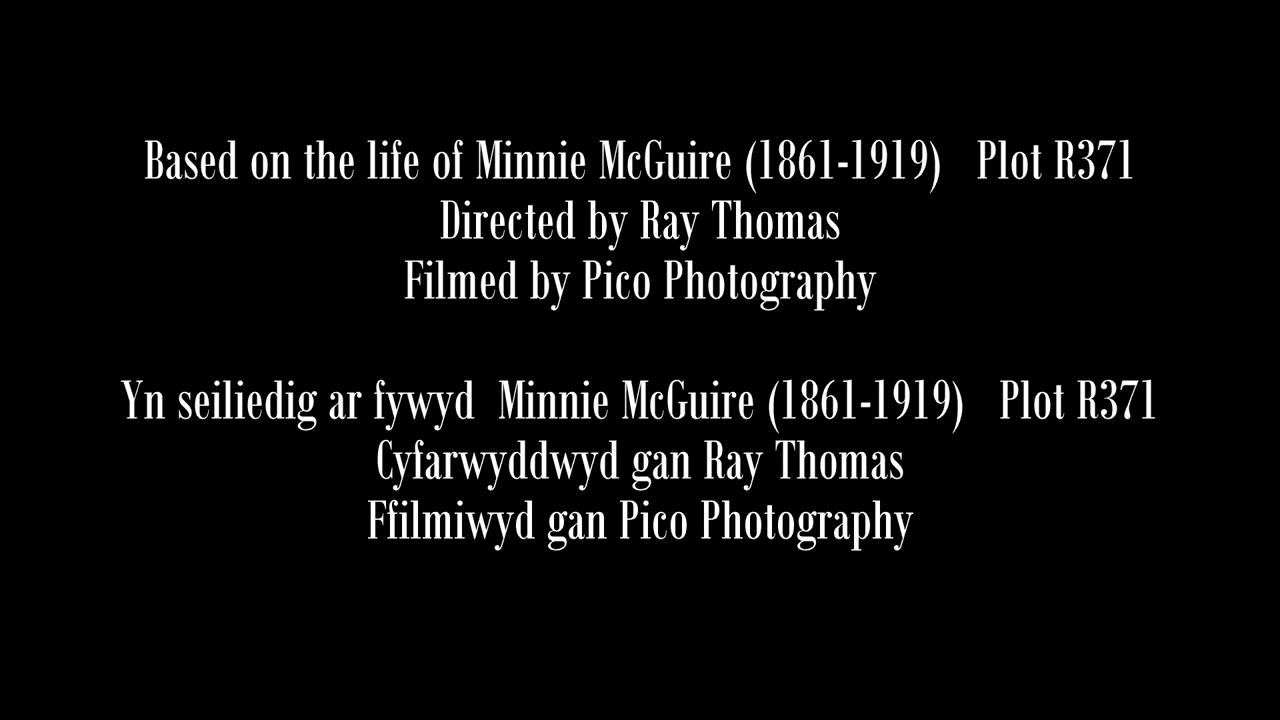 Based on the life of Minnie McGuire (1861-1919) Plot R371
Directed by Ray Thomas
Filmed by Pico Photography
Yn seiliedig ar fywyd Minnie McGuire (1861-1919) Plot R371
Cyfarwyddwyd gan Ray Thomas
Ffilmiwyd gan Pico Photography